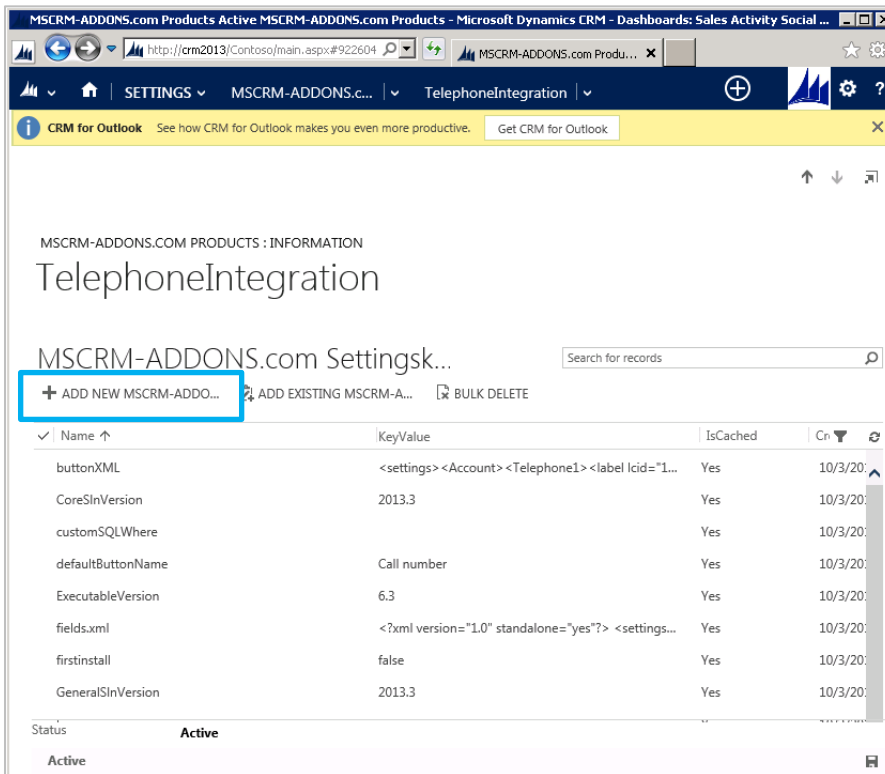 MSCRM-ADDONS.com Products Active MSCRM-ADDONS.com Products - Microsoft Dynamics CRM - Dashboards: Sales Activity Social ...
http://crm2013/Contoso/main.aspx#922604 MSCRM-ADDONS.com Produ...
SETTINGS MSCRM-ADDONS.c... TelephoneIntegration ?
CRM for Outlook See how CRM for Outlook makes you even more productive. Get CRM for Outlook
MSCRM-ADDONS.COM PRODUCTS : INFORMATION
TelephoneIntegration
MSCRM-ADDONS.com Settingsk... Search for records
ADD NEW MSCRM-ADDO... ADD EXISTING MSCRM-A... BULK DELETE
Name KeyValue IsCached
buttonXML <settings><Account><Telephone1><label lcid="1... Yes 10/3/20
CoreSlnVersion 2013.3 Yes 10/3/20
customSQLWhere Yes 10/3/20
defaultButtonName Call number Yes 10/3/20
ExecutableVersion 6.3 Yes 10/3/20
fields.xml <?xml version="1.0" standalone="yes"?> <settings... Yes 10/3/20
firstinstall false Yes 10/3/20
GeneralSlnVersion 2013.3 Yes 10/3/20
Status Active
Active